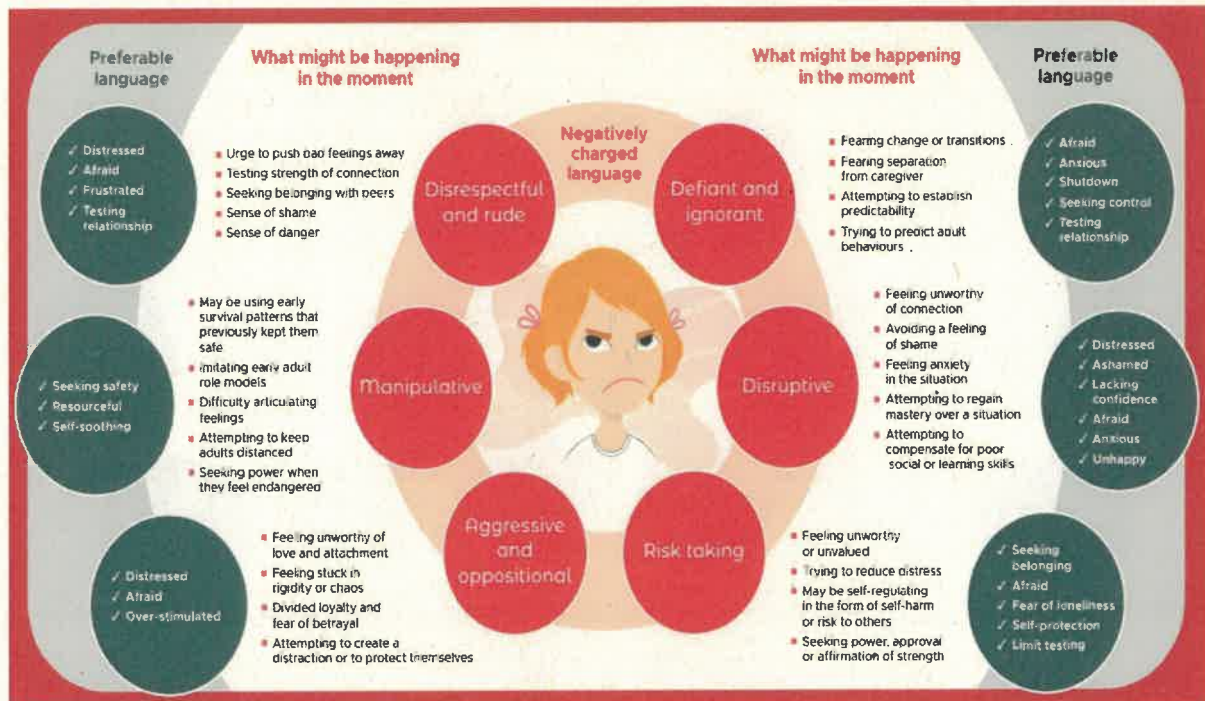 Preferable
language
What might be happening
in the moment
✓ Distressed
✓ Afraid
✓ Frustrated
✓ Testing
relationship
Urge to push bad feelings away
Testing strength of connection
Seeking belonging with peers
Sense of shame
Sense of danger
Disrespectful
and rude
✓ Seeking safety
✓ Resourceful
✓ Self-soothing
May be using early
survival patterns that
previously kept them
safe
Imitating early adult
role models
Difficulty articulating
feelings
Attempting to keep
adults distanced
Seeking power when
they feel endangered
Manipulative
✓ Distressed
✓ Afraid
✓ Over-stimulated
Feeling unworthy of
love and attachment
Feeling stuck in
rigidity or chaos
Divided loyalty and
fear of betrayal
Attempting to create a
distraction or to protect themselves
Aggressive
and
oppositional
Negatively
charged
language
What might be happening
in the moment
Preferable
language
Defiant and
ignorant
Fearing change or transitions
Fearing separation
from caregiver
Attempting to establish
predictability
Trying to predict adult
behaviours
✓ Afraid
✓ Anxious
✓ Shutdown
✓ Seeking control
✓ Testing
relationship
Disruptive
Feeling unworthy
of connection
Avoiding a feeling
of shame
Feeling anxiety
in the situation
Attempting to regain
mastery over a situation
Attempting to
compensate for poor
social or learning skills
✓ Distressed
✓ Ashamed
✓ Lacking
confidence
✓ Afraid
✓ Anxious
✓ Unhappy
Risk taking
Feeling unworthy
or unvalued
Trying to reduce distress
May be self-regulating
in the form of self-harm
or risk to others
Seeking power, approval
or affirmation of strength
✓ Seeking
belonging
✓ Afraid
✓ Fear of loneliness
✓ Self-protection
✓ Limit testing